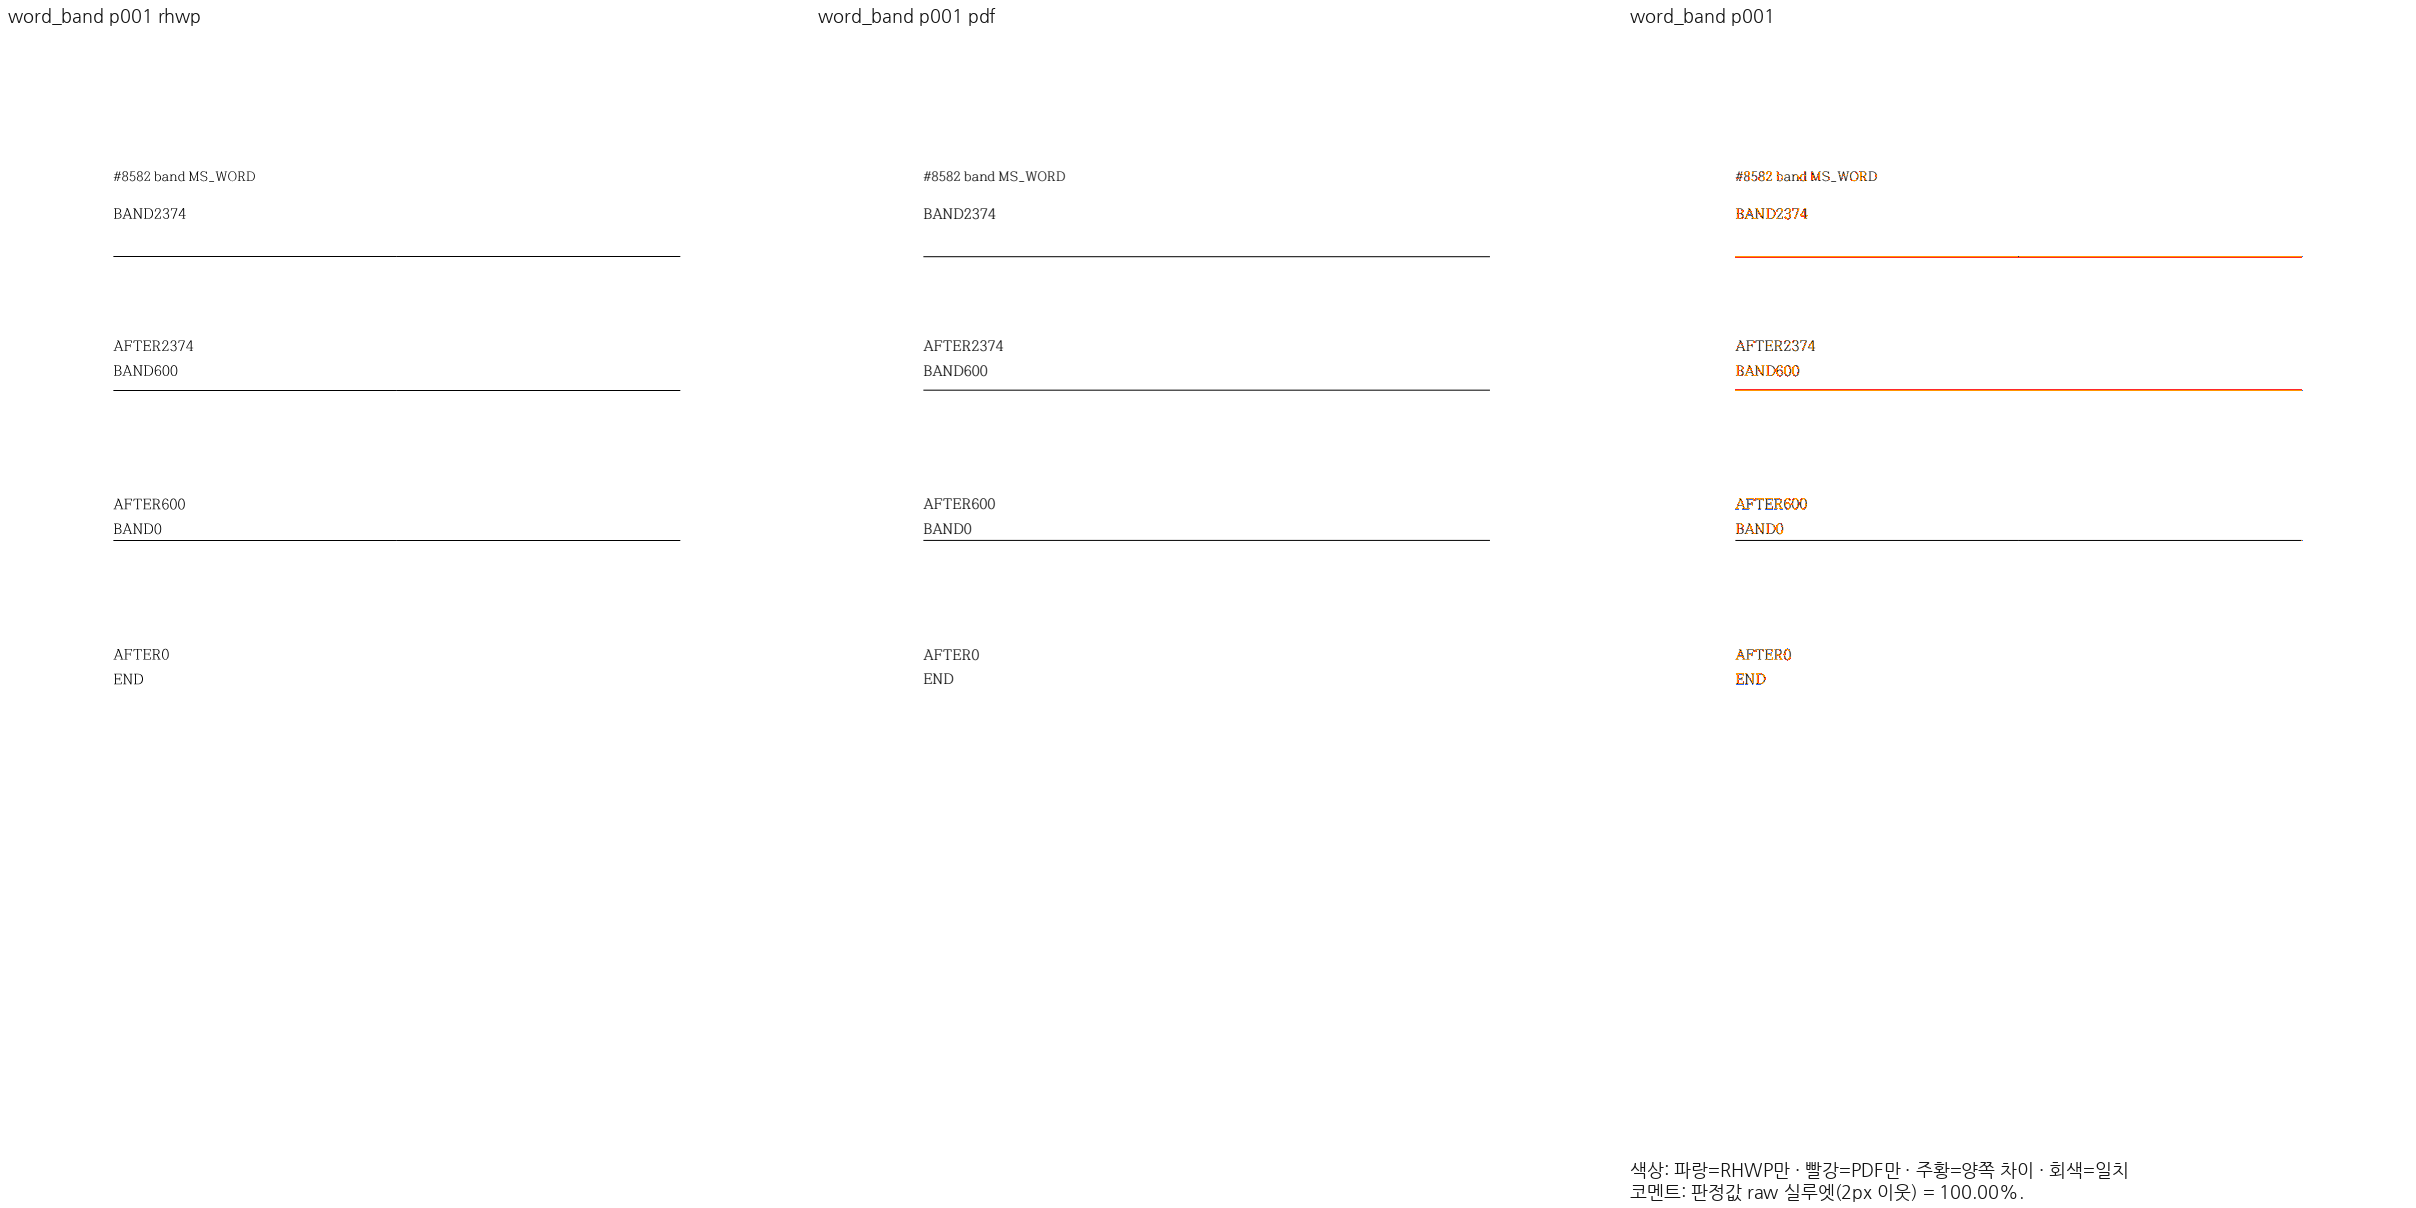 word_band p001 rhwp
#8582 band MS_WORD
BAND2374
AFTER2374
BAND600
AFTER600
BAND0
AFTER0
END
word_band p001 pdf
#8582 band MS_WORD
BAND2374
AFTER2374
BAND600
AFTER600
BAND0
AFTER0
END
word_band p001
#8582 band MS_WORD
BAND2374
AFTER2374
BAND600
AFTER600
BAND0
AFTER0
END
색상: 파랑=RHWP만 · 빨강=PDF만 · 주황=양쪽 차이 · 회색=일치
코멘트: 판정값 raw 실루엣(2px 이웃) = 100.00%.